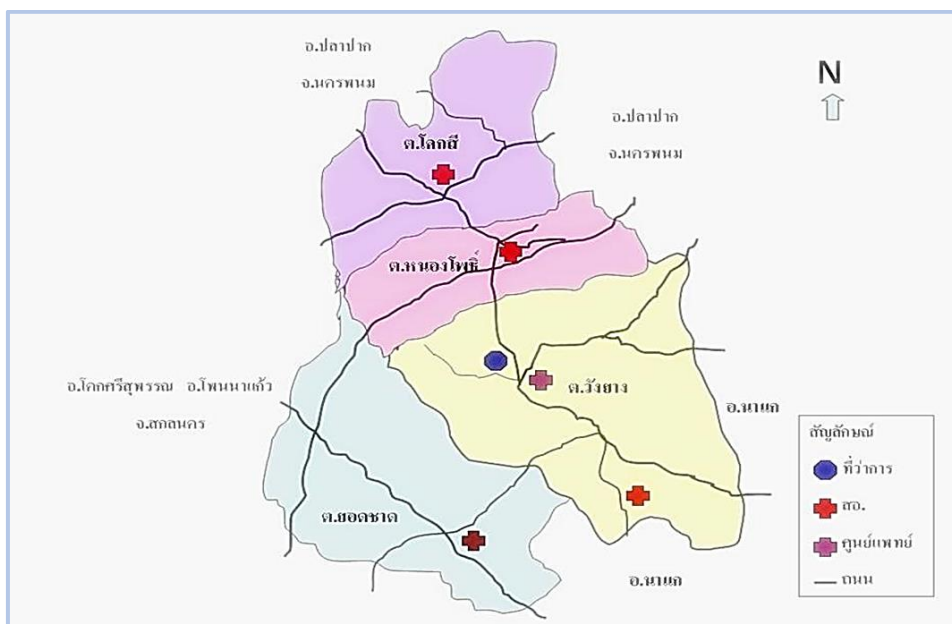 อ.ปลาปาก
จ.นครพนม
N
อ.ปลาปาก
จ.นครพนม
ต.โคกสี
ต.หนองโพธิ์
อ.โคกศรีสุพรรณ อ.โพนนาแก้ว
จ.สกลนคร
ต.วังยาง
อ.นาแก
ต.ยอดชาด
อ.นาแก
สัญลักษณ์
ที่ว่าการ
สอ.
ศูนย์แพทย์
ถนน